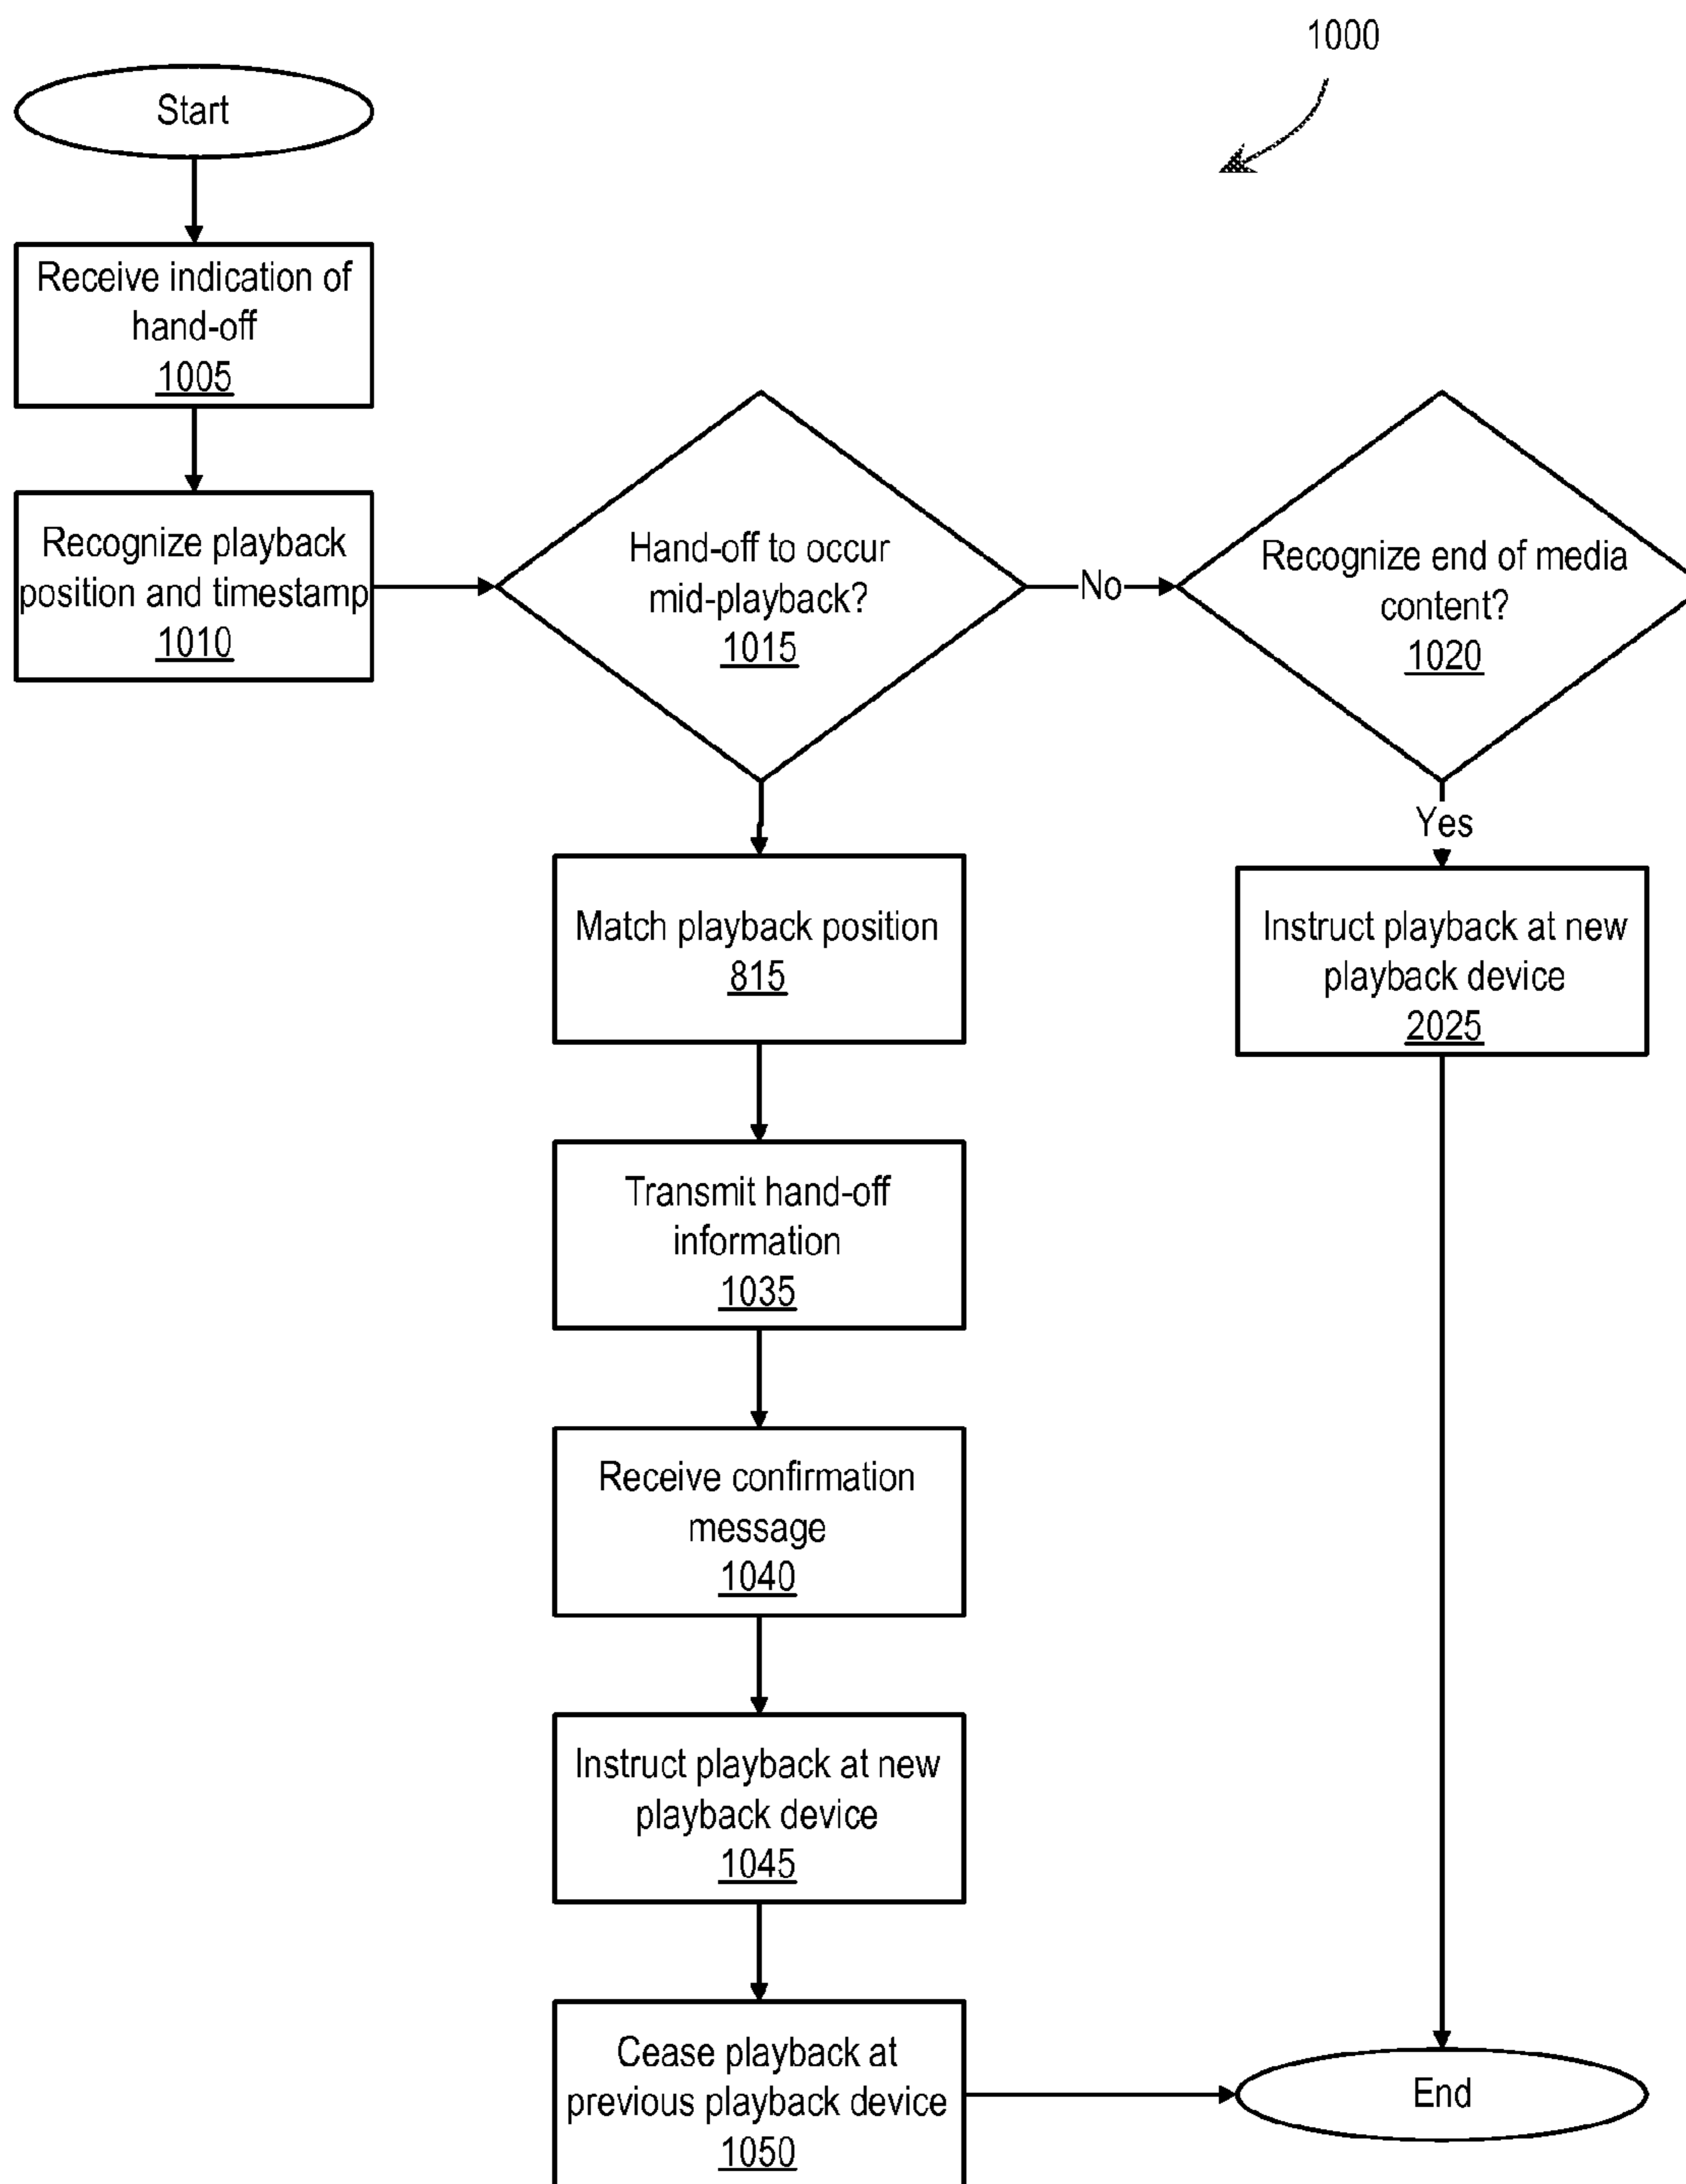 1000
Start
Receive indication of
hand-off
1005
Recognize playback
position and timestamp
1010
Hand-off to occur
mid-playback?
1015
No
Recognize end of media
content?
1020
Yes
Match playback position
815
Instruct playback at new
playback device
2025
Transmit hand-off
information
1035
Receive confirmation
message
1040
Instruct playback at new
playback device
1045
Cease playback at
previous playback device
1050
End